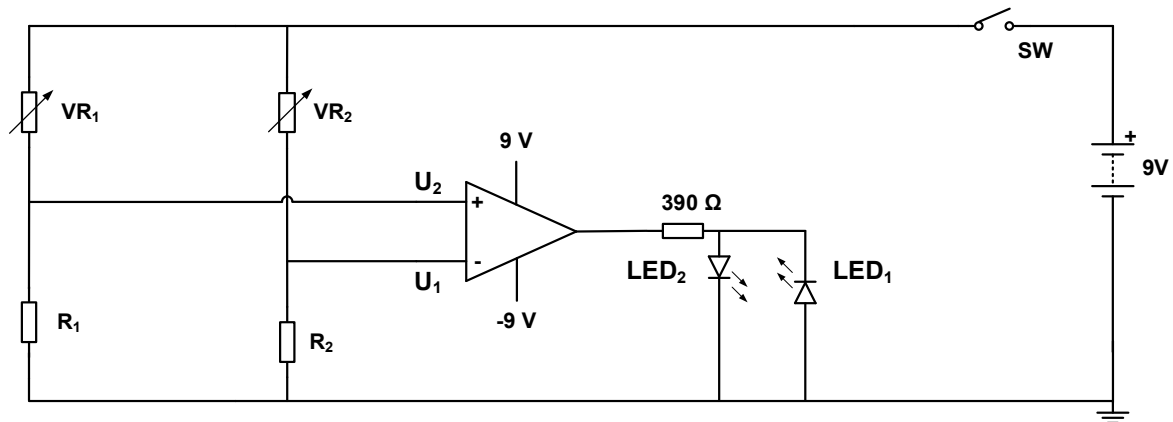 SW
VR₁
VR₂
+
9V
9 V
U₂
+
390 Ω
-
U₁
LED₂
LED₁
-9 V
R₁
R₂